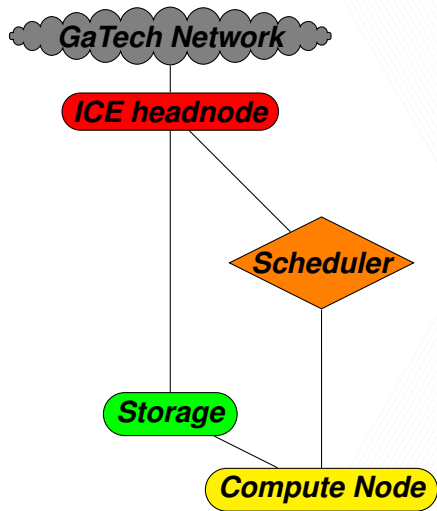 GaTech Network
ICE headnode
Scheduler
Storage
Compute Node